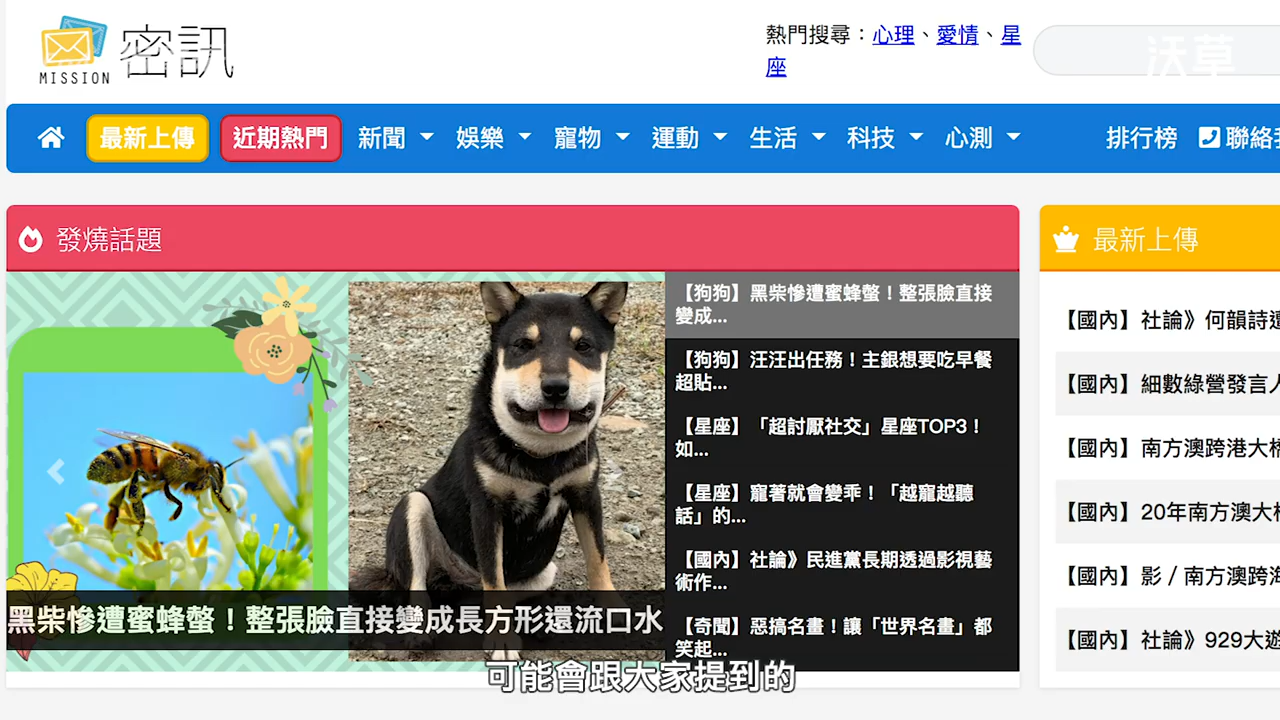 密訊
MISSION
熱門搜尋：心理、愛情、星
座
沃草
最新上傳
近期熱門
新聞
娛樂
寵物
運動
生活
科技
心測
排行榜
聯絡
發燒話題
【狗狗】黑柴慘遭蜜蜂螫！整張臉直接
變成...
【狗狗】汪汪出任務！主銀想要吃早餐
超貼...
【星座】「超討厭社交」星座TOP3！
如...
【星座】寵著就會變乖！「越寵越聽
話」的...
【國內】社論》民進黨長期透過影視藝
術作...
【奇聞】惡搞名畫！讓「世界名畫」都
笑起...
黑柴慘遭蜜蜂螫！整張臉直接變成長方形還流口水
最新上傳
【國內】社論》何韻詩
【國內】細數綠營發言
【國內】南方澳跨港大
【國內】20年南方澳大
【國內】影／南方澳跨
【國內】社論》929大
可能會跟大家提到的